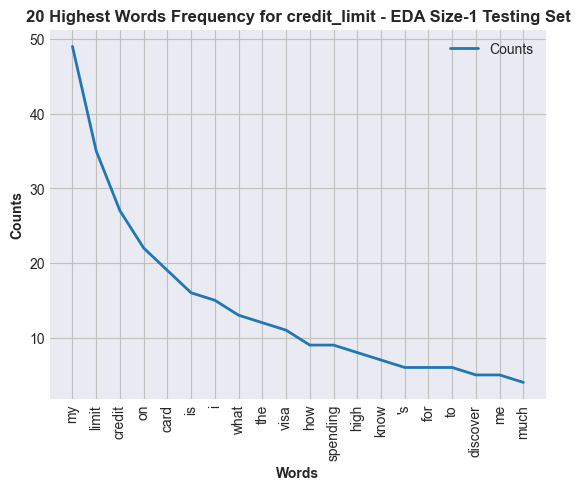 20 Highest Words Frequency for credit_limit - EDA Size-1 Testing Set
Counts
50
40
30
20
10
Counts
my
limit
credit
on
card
is
i
what
the
visa
how
spending
high
know
's
for
to
discover
me
much
Words